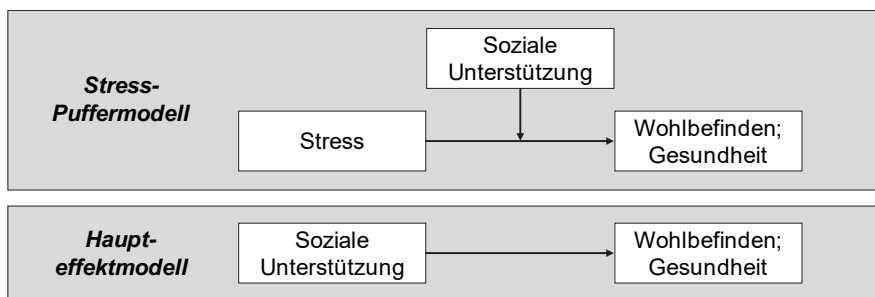 Stress-
Puffermodell
Soziale
Unterstützung
Stress
Wohlbefinden;
Gesundheit
Haupt-
effektmodell
Soziale
Unterstützung
Wohlbefinden;
Gesundheit